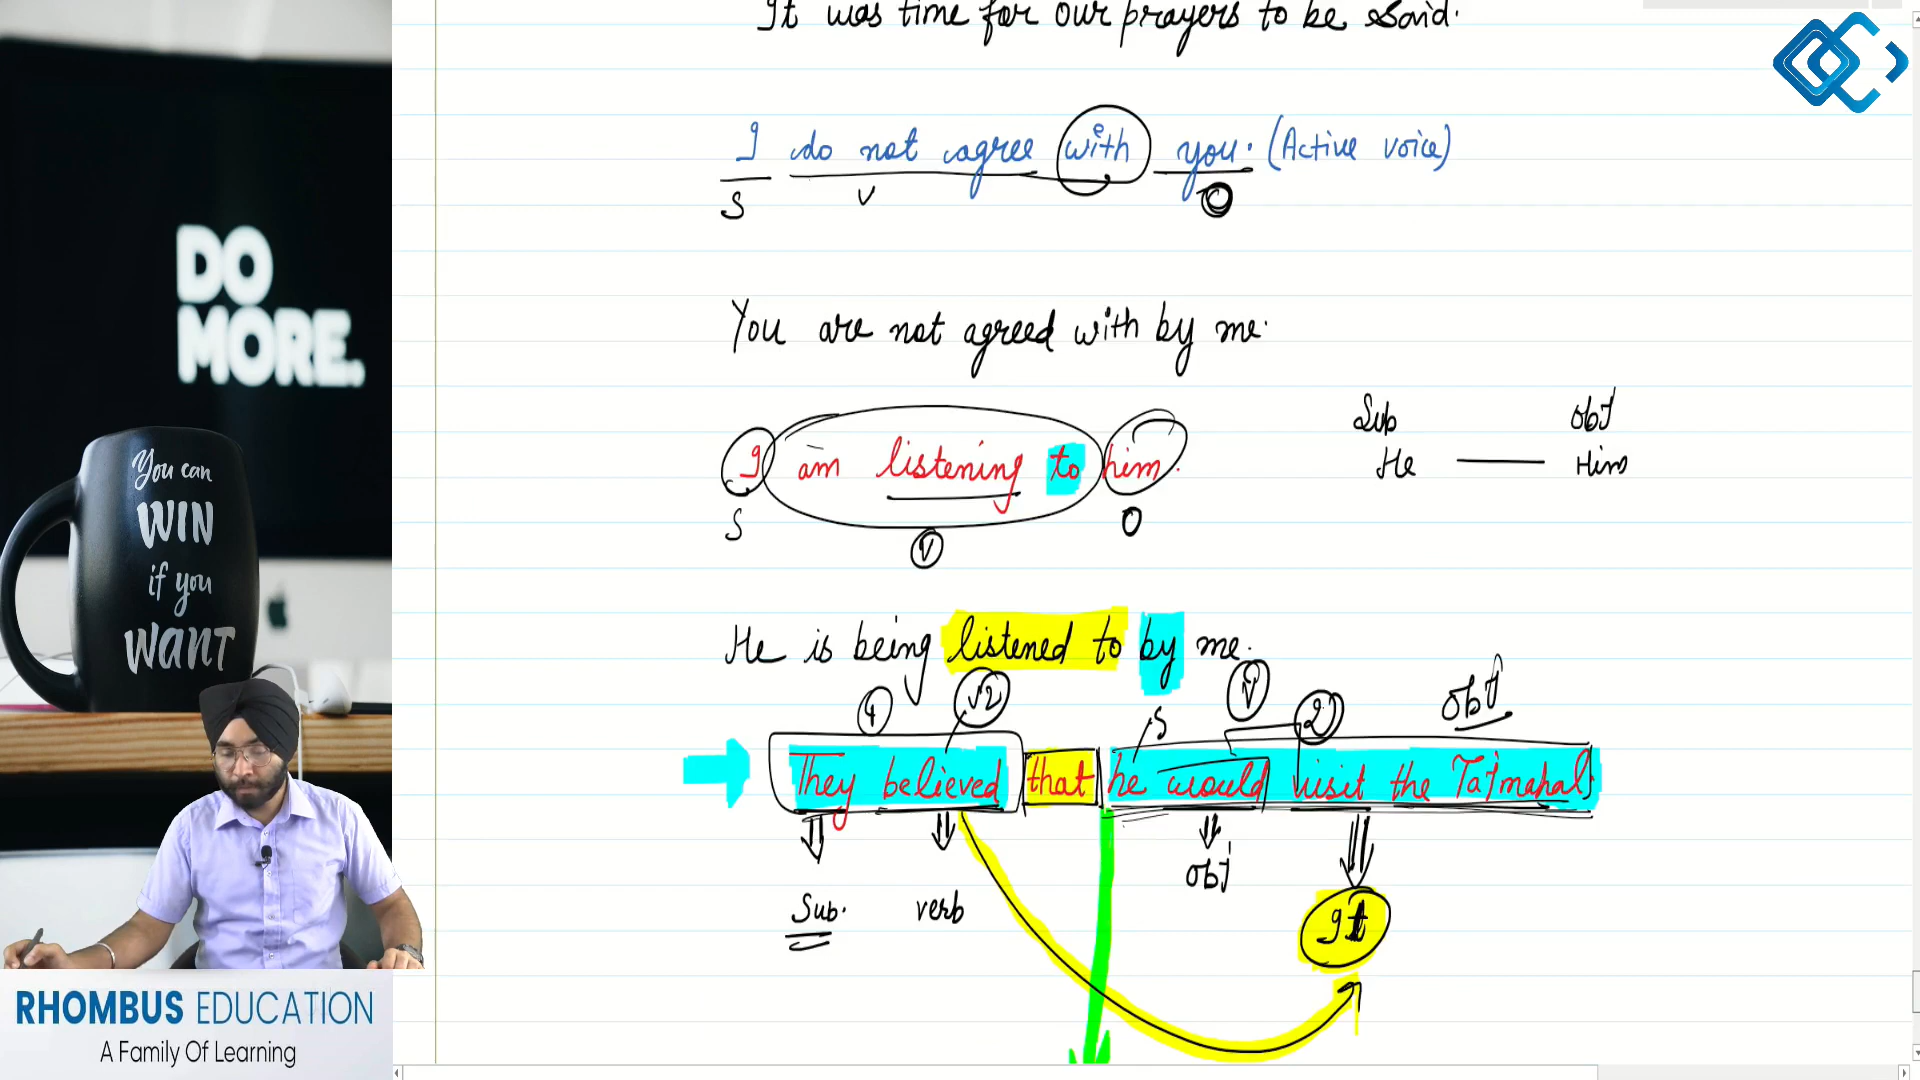 It was time for our prayers to be said.
I do not agree with you. (Active voice)
S V O
You are not agreed with by me.
Sub obj
He Him
I am listening to him.
S V O
He is being listened to by me.
1 V2 S V 2 obj
They believed that he would visit the Tajmahal.
Sub. verb obj It
DO
MORE.
You can
WIN
if you
WANT
RHOMBUS EDUCATION
A Family Of Learning